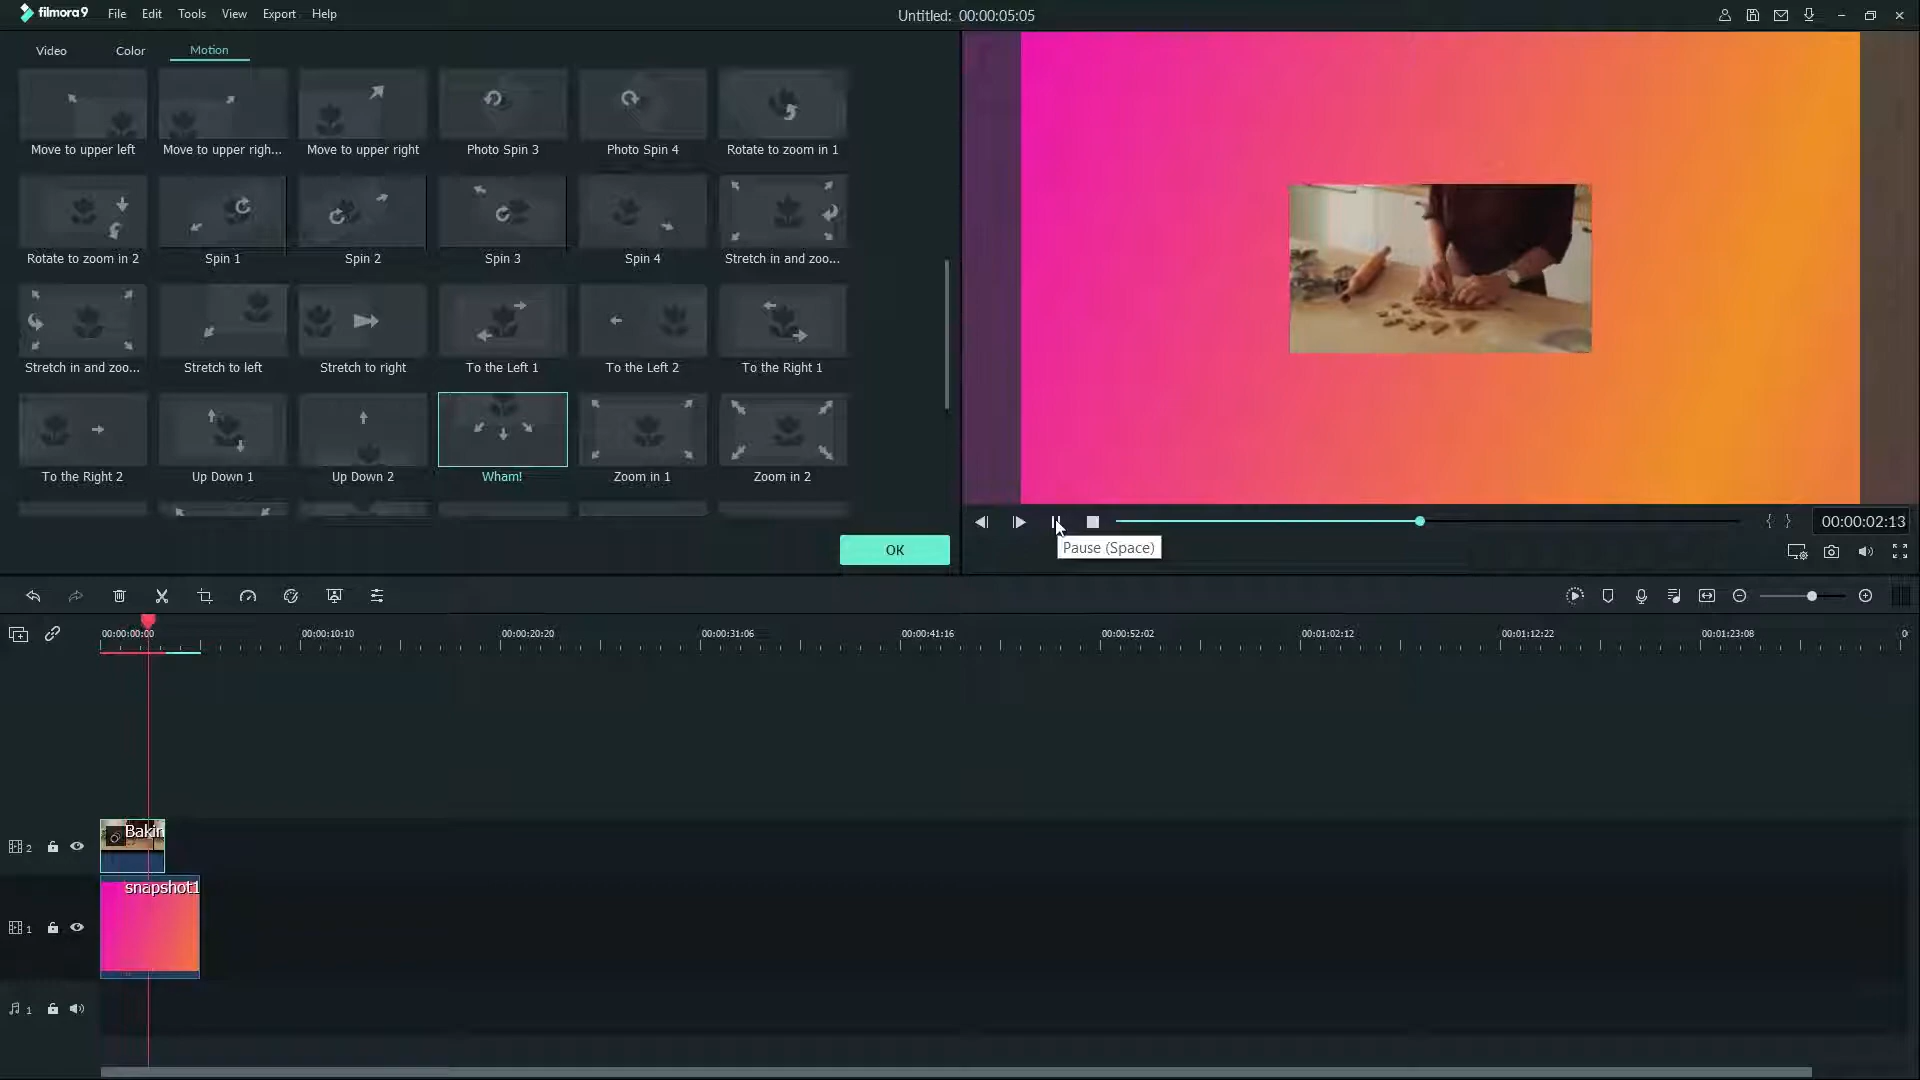 filmora9 File Edit Tools View Export Help Untitled: 00:00:05:05
Video Color Motion
Move to upper left Move to upper righ... Move to upper right Photo Spin 3 Photo Spin 4 Rotate to zoom in 1
Rotate to zoom in 2 Spin 1 Spin 2 Spin 3 Spin 4 Stretch in and zoo...
Stretch in and zoo... Stretch to left Stretch to right To the Left 1 To the Left 2 To the Right 1
To the Right 2 Up Down 1 Up Down 2 Wham! Zoom in 1 Zoom in 2
{ } 00:00:02:13
Pause (Space)
OK
00:00:00:00 00:00:10:10 00:00:20:20 00:00:31:06 00:00:41:16 00:00:52:02 00:01:02:12 00:01:12:22 00:01:23:08 0
2 Bakin
snapshot1
1
1